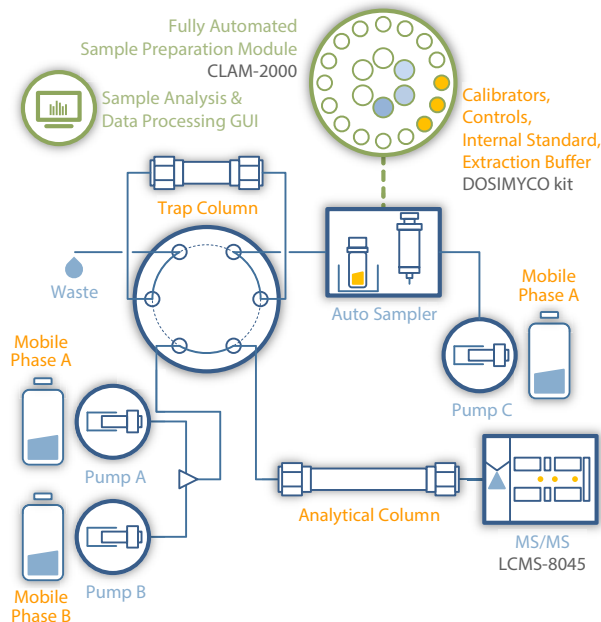 Fully Automated
Sample Preparation Module
CLAM-2000
Sample Analysis &
Data Processing GUI
Calibrators,
Controls,
Internal Standard,
Extraction Buffer
DOSIMYCO kit
Trap Column
Waste
Auto Sampler
Mobile
Phase A
Pump C
Mobile
Phase A
Pump A
Analytical Column
MS/MS
LCMS-8045
Pump B
Mobile
Phase B